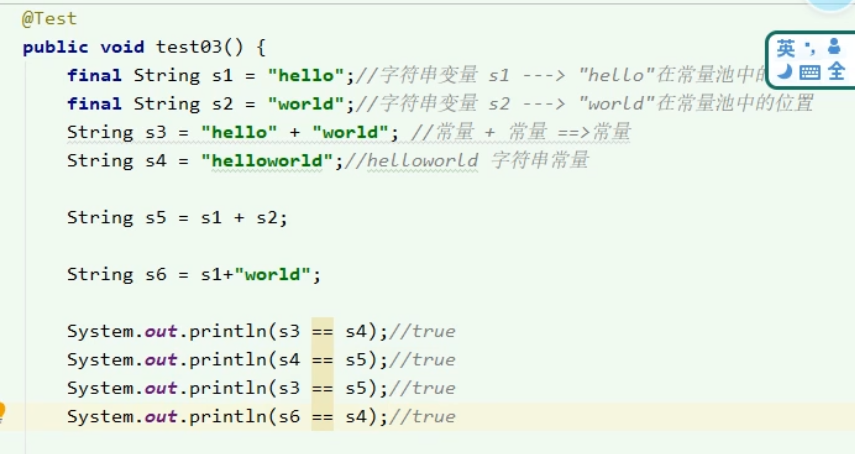 @Test
public void test03() {
final String s1 = "hello";//字符串变量 s1 ---> "hello"在常量池中的
final String s2 = "world";//字符串变量 s2 ---> "world"在常量池中的位置
String s3 = "hello" + "world"; //常量 + 常量 ==>常量
String s4 = "helloworld";//helloworld 字符串常量
String s5 = s1 + s2;
String s6 = s1+"world";
System.out.println(s3 == s4);//true
System.out.println(s4 == s5);//true
System.out.println(s3 == s5);//true
System.out.println(s6 == s4);//true
英
全